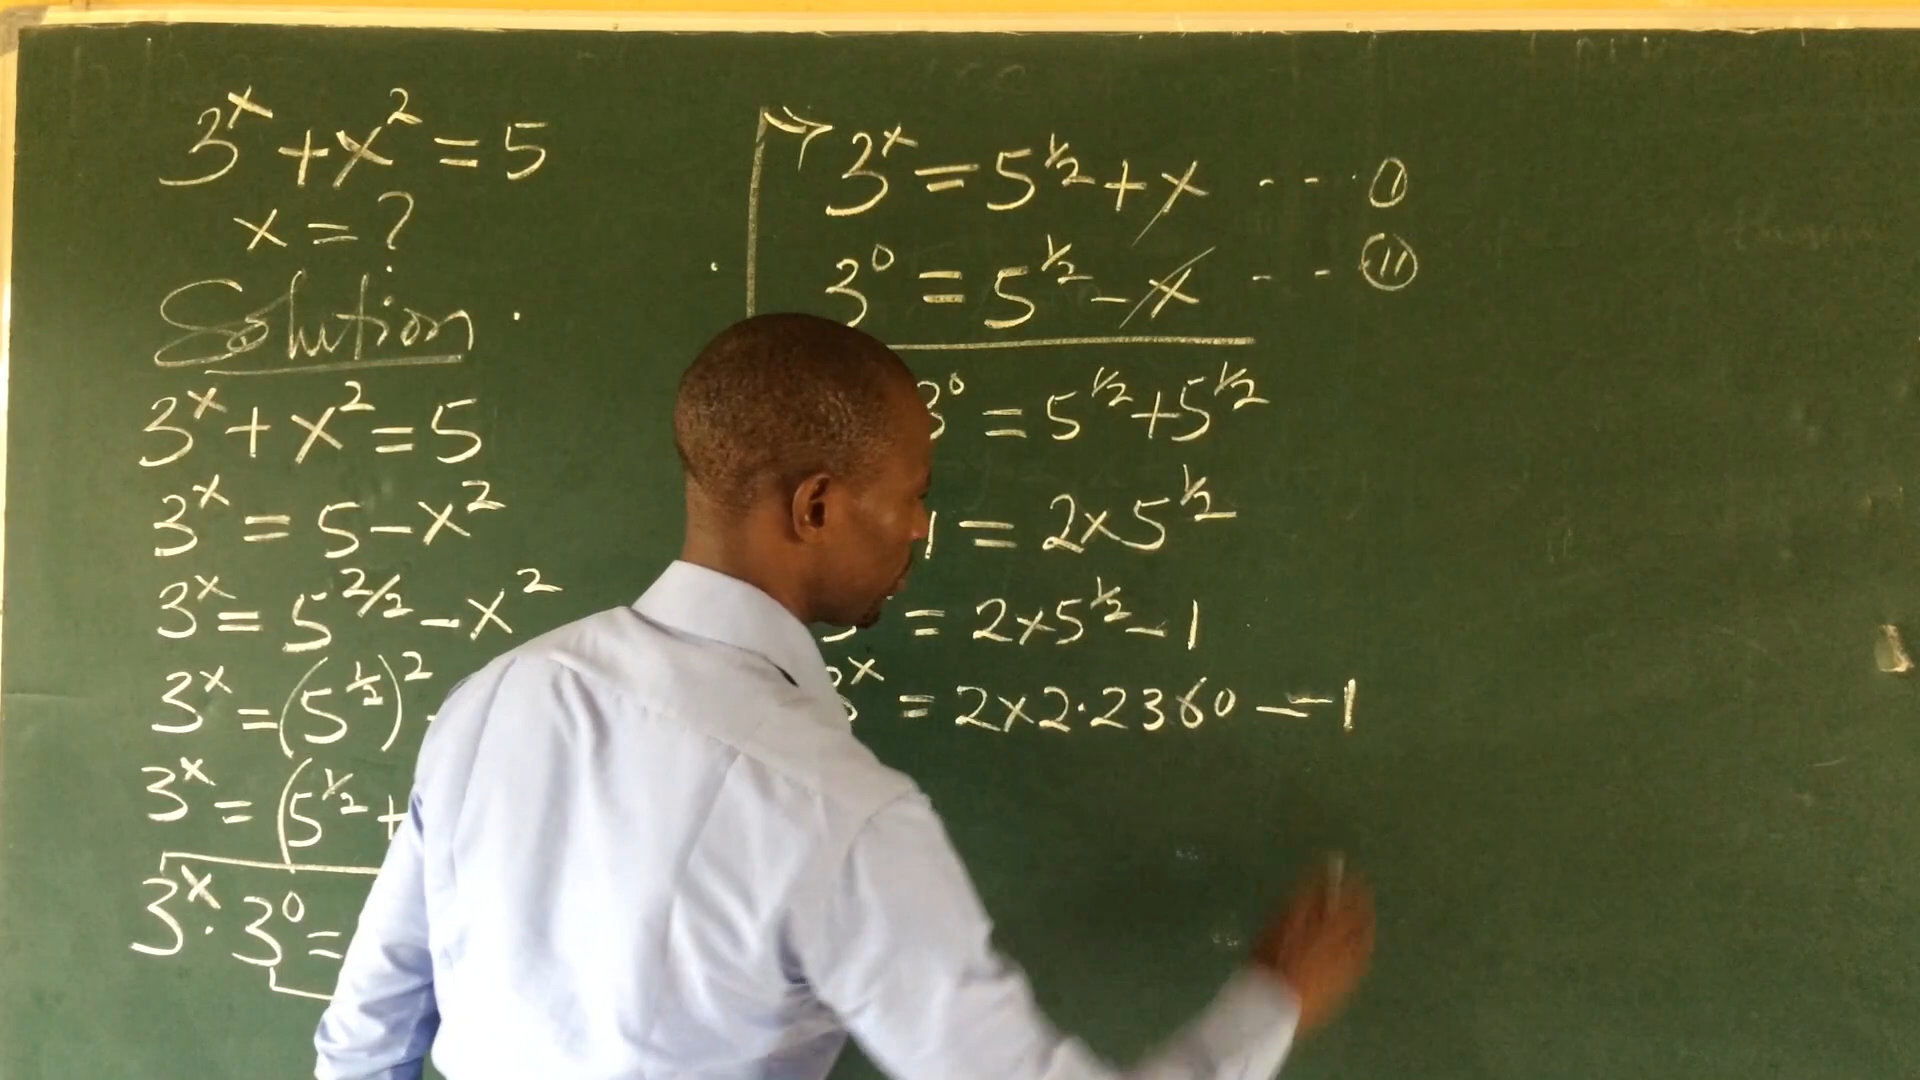 3^x + x^2 = 5
x = ?
Solution
3^x + x^2 = 5
3^x = 5 - x^2
3^x = 5^{2/2} - x^2
3^x = (5^{1/2})^2
3^x = (5^{1/2} +
3^x . 3^0 =
3^x = 5^{1/2} + x --- (I)
3^0 = 5^{1/2} - x --- (II)
3^0 = 5^{1/2} + 5^{1/2}
1 = 2 x 5^{1/2}
= 2 x 5^{1/2} - 1
3^x = 2 x 2.2360 - 1